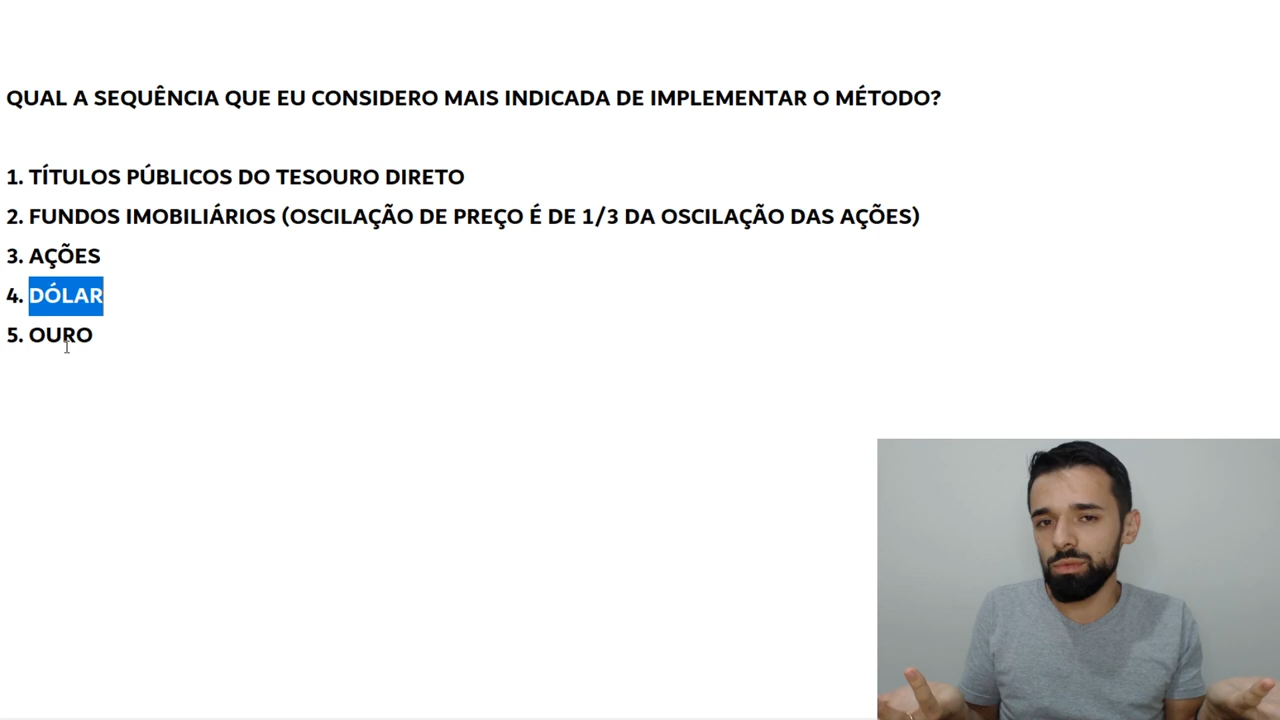 QUAL A SEQUÊNCIA QUE EU CONSIDERO MAIS INDICADA DE IMPLEMENTAR O MÉTODO?
1. TÍTULOS PÚBLICOS DO TESOURO DIRETO
2. FUNDOS IMOBILIÁRIOS (OSCILAÇÃO DE PREÇO É DE 1/3 DA OSCILAÇÃO DAS AÇÕES)
3. AÇÕES
4. DÓLAR
5. OURO